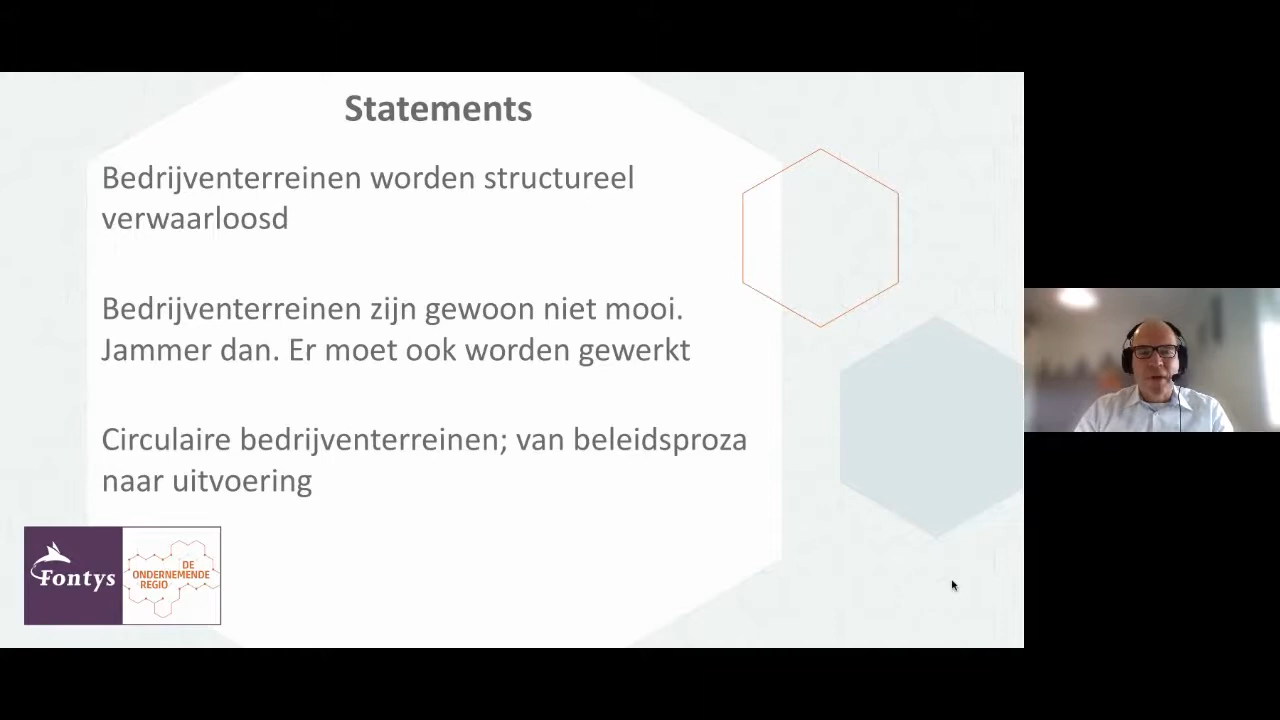 Statements
Bedrijventerreinen worden structureel
verwaarloosd
Bedrijventerreinen zijn gewoon niet mooi.
Jammer dan. Er moet ook worden gewerkt
Circulaire bedrijventerreinen; van beleidsproza
naar uitvoering
Fontys
DE
ONDERNEMENDE
REGIO